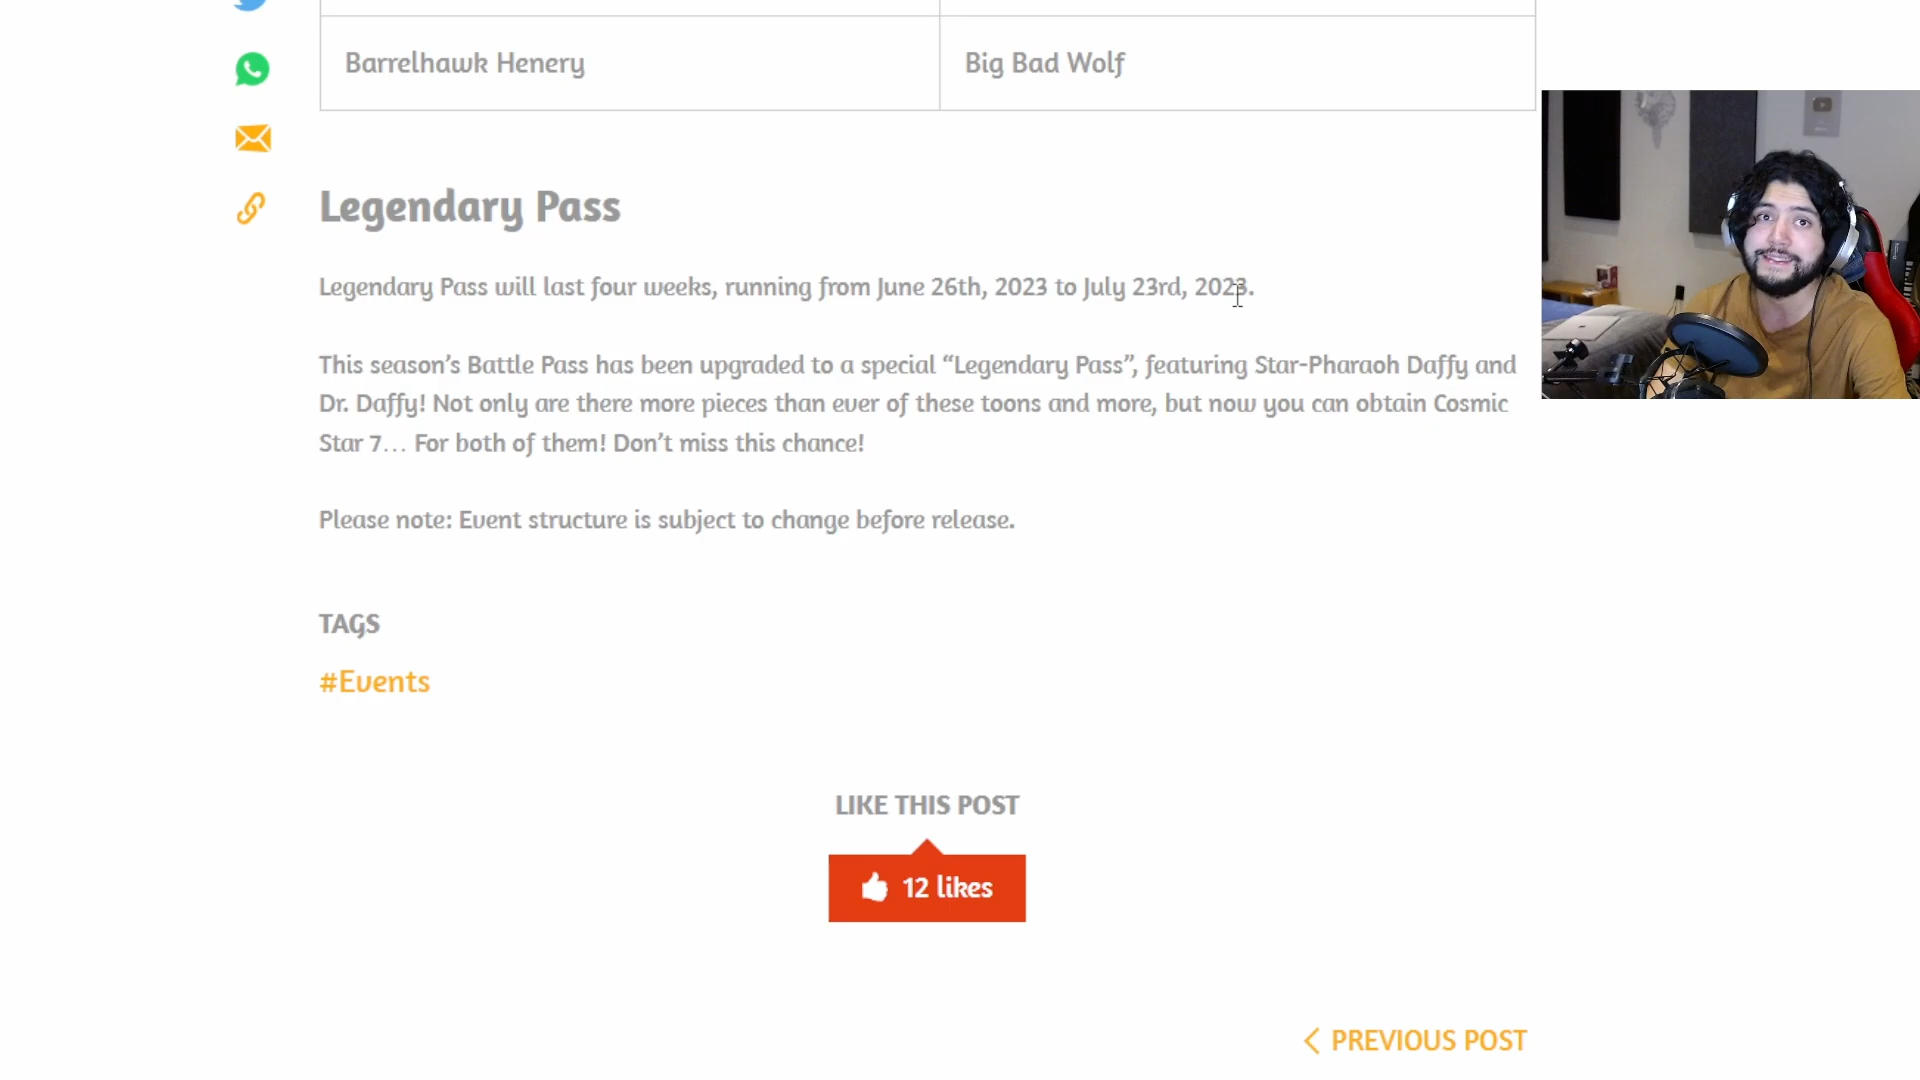 Barrelhawk Henery
Big Bad Wolf
Legendary Pass
Legendary Pass will last four weeks, running from June 26th, 2023 to July 23rd, 2023.
This season’s Battle Pass has been upgraded to a special “Legendary Pass”, featuring Star-Pharaoh Daffy and
Dr. Daffy! Not only are there more pieces than ever of these toons and more, but now you can obtain Cosmic
Star 7… For both of them! Don’t miss this chance!
Please note: Event structure is subject to change before release.
TAGS
#Events
LIKE THIS POST
12 likes
PREVIOUS POST